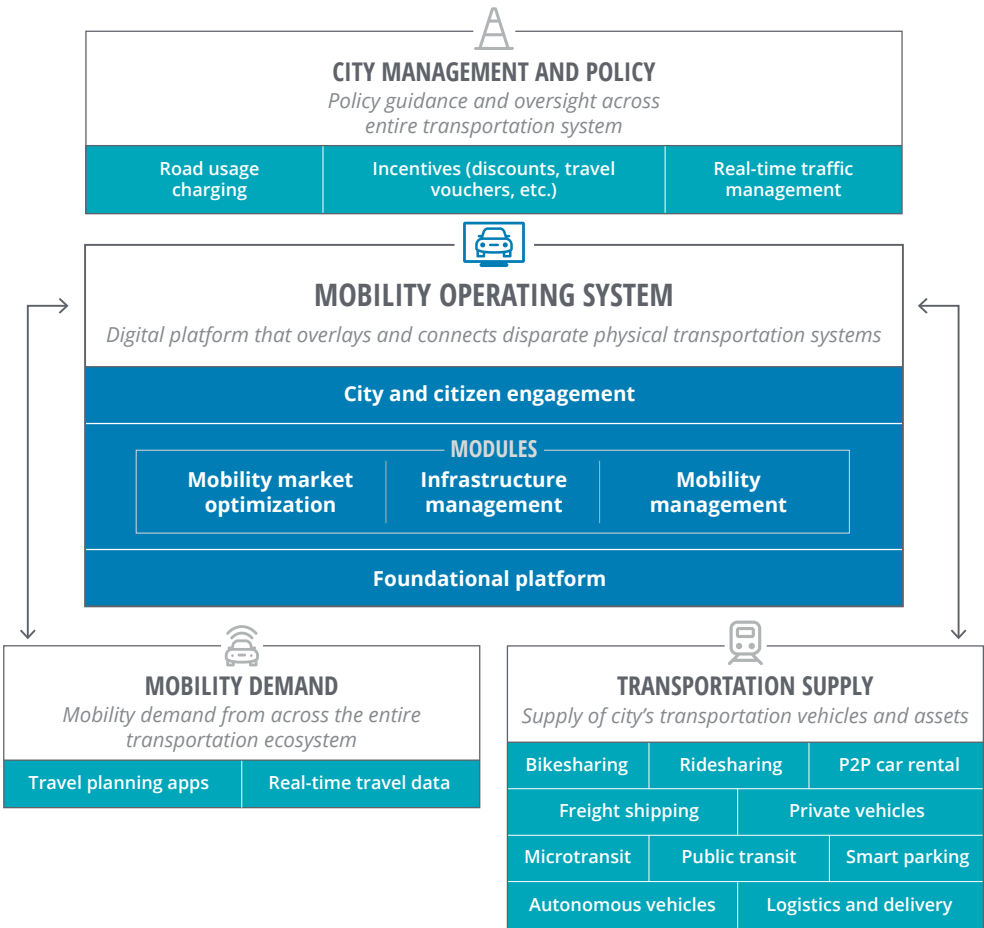 CITY MANAGEMENT AND POLICY
Policy guidance and oversight across
entire transportation system
Road usage
charging
Incentives (discounts, travel
vouchers, etc.)
Real-time traffic
management
MOBILITY OPERATING SYSTEM
Digital platform that overlays and connects disparate physical transportation systems
City and citizen engagement
MODULES
Mobility market
optimization
Infrastructure
management
Mobility
management
Foundational platform
MOBILITY DEMAND
Mobility demand from across the entire
transportation ecosystem
Travel planning apps
Real-time travel data
TRANSPORTATION SUPPLY
Supply of city’s transportation vehicles and assets
Bikesharing
Ridesharing
P2P car rental
Freight shipping
Private vehicles
Microtransit
Public transit
Smart parking
Autonomous vehicles
Logistics and delivery